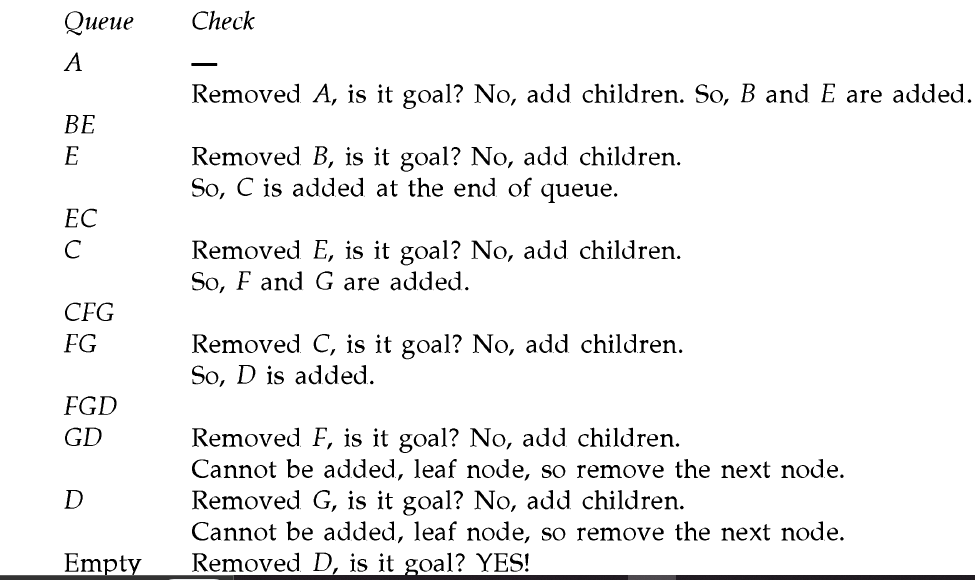 Queue Check
A —
Removed A, is it goal? No, add children. So, B and E are added.
BE
E Removed B, is it goal? No, add children.
So, C is added at the end of queue.
EC
C Removed E, is it goal? No, add children.
So, F and G are added.
CFG
FG Removed C, is it goal? No, add children.
So, D is added.
FGD
GD Removed F, is it goal? No, add children.
Cannot be added, leaf node, so remove the next node.
D Removed G, is it goal? No, add children.
Cannot be added, leaf node, so remove the next node.
Empty Removed D, is it goal? YES!